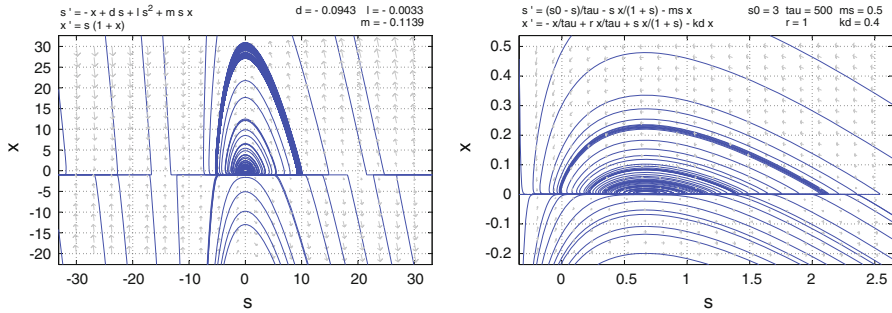 s ' = - x + d s + l s² + m s x
x ' = s (1 + x)
d = - 0.0943 l = - 0.0033
m = - 0.1139
30
25
20
15
10
5
0
-5
-10
-15
-20
x
-30
-20
-10
0
10
20
30
s
s ' = (s0 - s)/tau - s x/(1 + s) - ms x
x ' = - x/tau + r x/tau + s x/(1 + s) - kd x
s0 = 3 tau = 500 ms = 0.5
r = 1 kd = 0.4
0.5
0.4
0.3
0.2
0.1
0
-0.1
-0.2
x
0
0.5
1
1.5
2
2.5
s